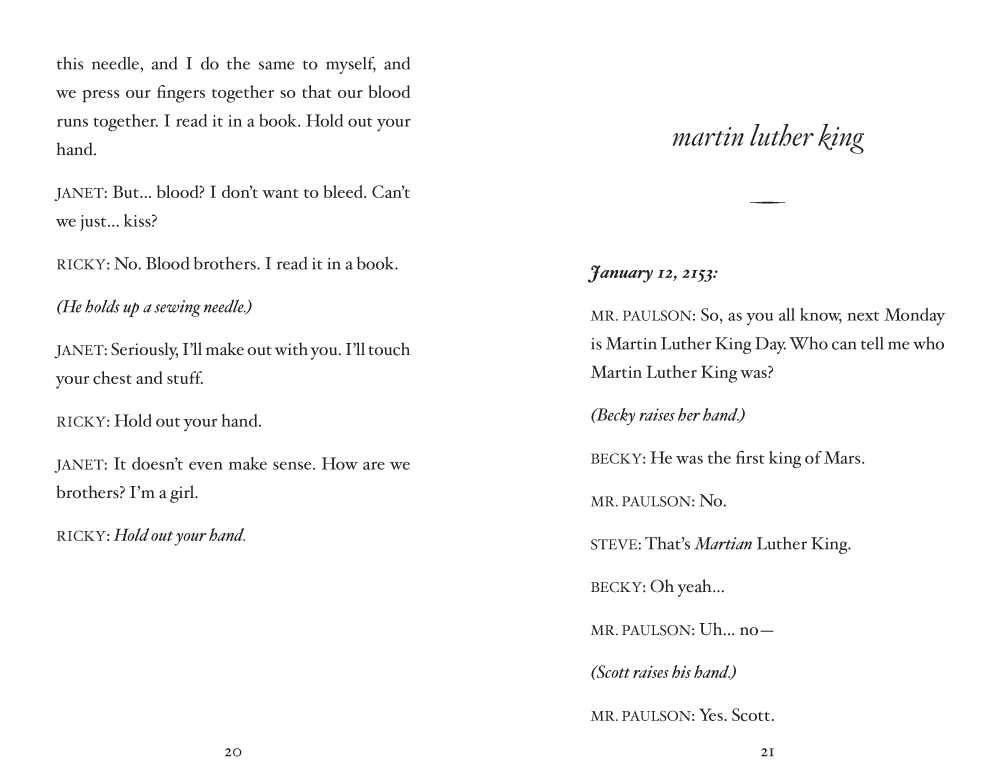 this needle, and I do the same to myself, and
we press our fingers together so that our blood
runs together. I read it in a book. Hold out your
hand.
JANET: But... blood? I don't want to bleed. Can't
we just... kiss?
RICKY: No. Blood brothers. I read it in a book.
(He holds up a sewing needle.)
JANET: Seriously, I'll make out with you. I'll touch
your chest and stuff.
RICKY: Hold out your hand.
JANET: It doesn't even make sense. How are we
brothers? I'm a girl.
RICKY: Hold out your hand.
20
martin luther king
January 12, 2153:
MR. PAULSON: So, as you all know, next Monday
is Martin Luther King Day. Who can tell me who
Martin Luther King was?
(Becky raises her hand.)
BECKY: He was the first king of Mars.
MR. PAULSON: No.
STEVE: That's Martian Luther King.
BECKY: Oh yeah...
MR. PAULSON: Uh... no—
(Scott raises his hand.)
MR. PAULSON: Yes. Scott.
21